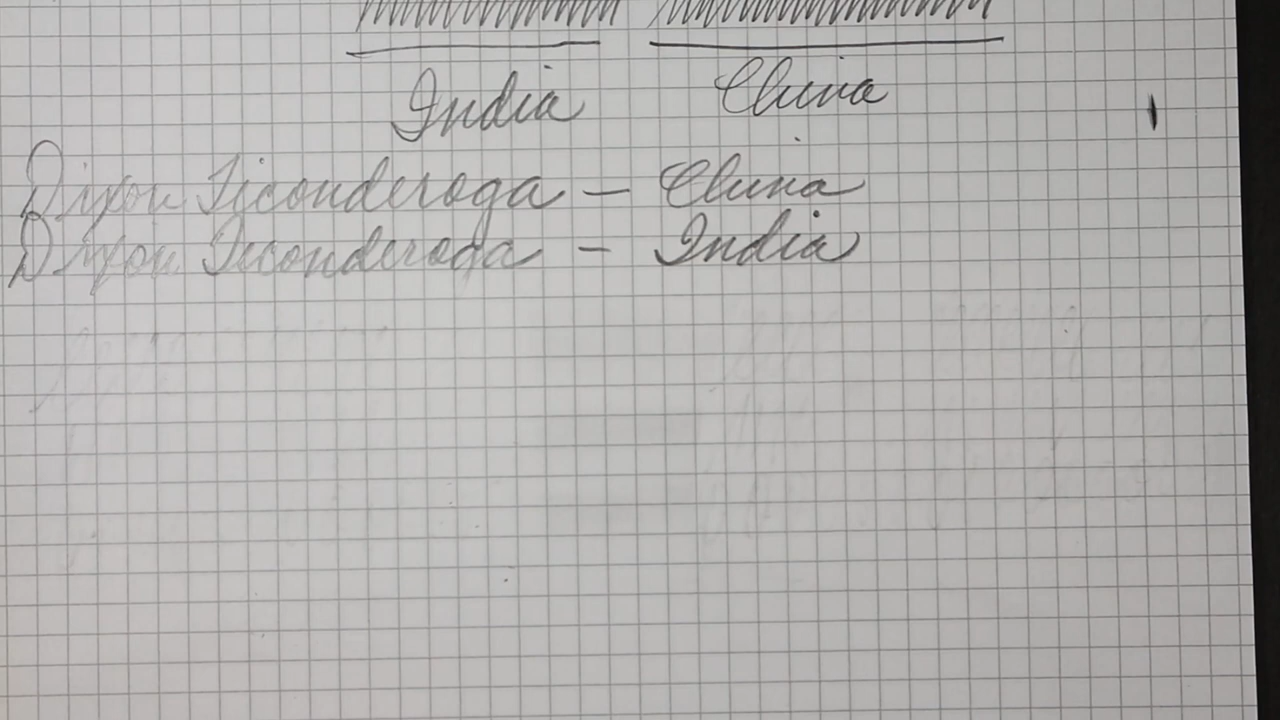 India China
Dixon Ticonderoga – China
Dixon Ticonderoga – India